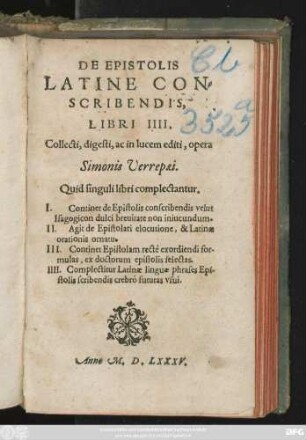 DE EPISTOLIS
LATINE CON-
SCRIBENDIS,
LIBRI IIII.
Collecti, digesti, ac in lucem editi, opera
Simonis Verrepæi.
Quid singuli libri complectantur.
I. Continet de Epistolis conscribendis velut
Isagogicon dulci breuitate non iniucundum.
II. Agit de Epistolari elocutione, & Latinæ
orationis ornatu.
III. Continet Epistolam rectè exordiendi for-
mulas, ex doctorum epistolis selectas.
IIII. Complectitur Latinæ linguæ phrases Epi-
stolis scribendis crebrò futuras vsui.
Anno M. D. LXXXV.
Cb
3525
a